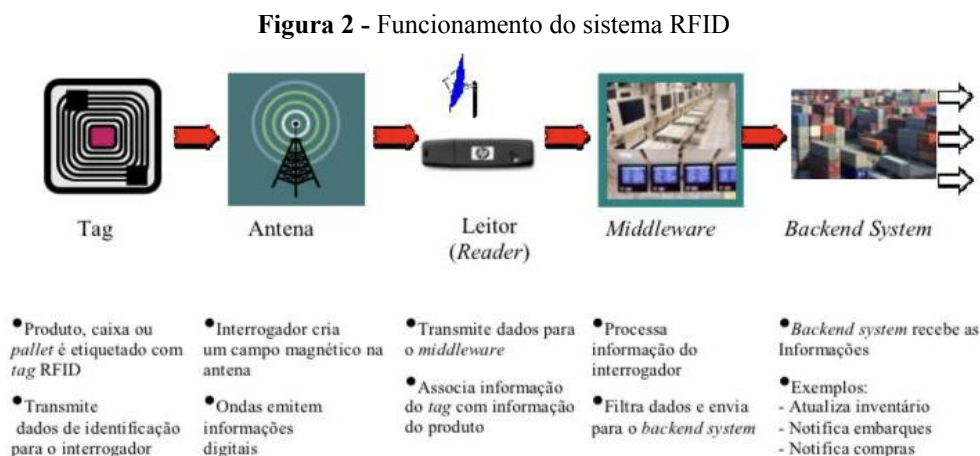 Figura 2 - Funcionamento do sistema RFID
hp
Tag
Antena
Leitor
(Reader)
Middleware
Backend System
•Produto, caixa ou
pallet é etiquetado com
tag RFID
•Transmite
dados de identificação
para o interrogador
•Interrogador cria
um campo magnético na
antena
•Ondas emitem
informações
digitais
•Transmite dados para
o middleware
•Associa informação
do tag com informação
do produto
•Processa
informação do
interrogador
•Filtra dados e envia
para o backend system
•Backend system recebe as
Informações
•Exemplos:
- Atualiza inventário
- Notifica embarques
- Notifica compras